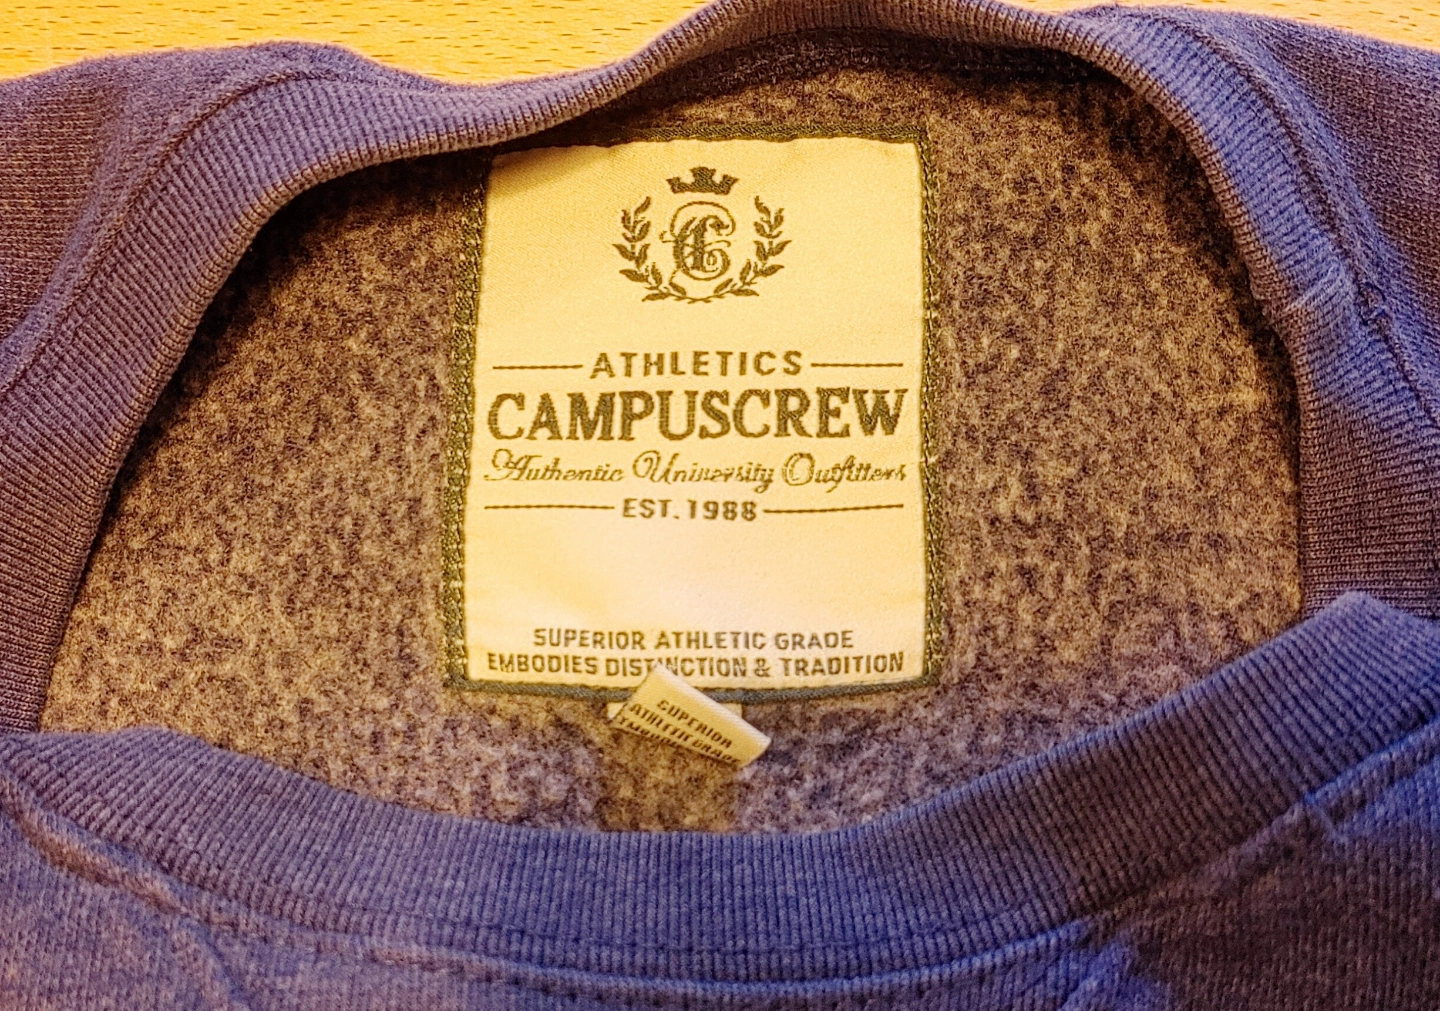 ATHLETICS
CAMPUSCREW
Authentic University Outfitters
EST. 1988
SUPERIOR ATHLETIC GRADE
EMBODIES DISTINCTION & TRADITION
SUPERIOR
ATHLETIC GRADE